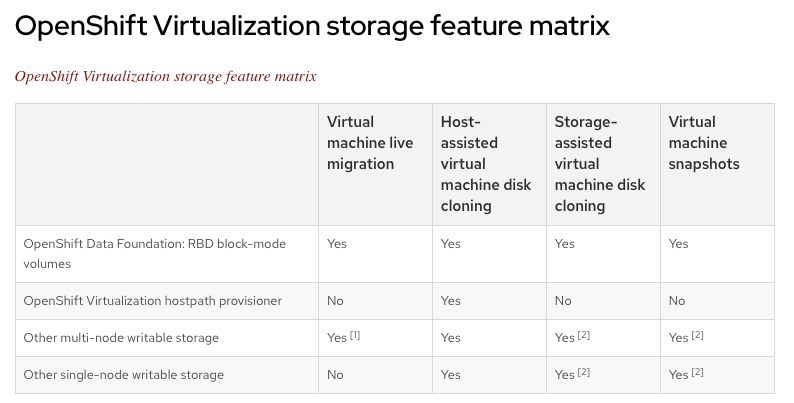 OpenShift Virtualization storage feature matrix
OpenShift Virtualization storage feature matrix
Virtual
machine live
migration
Host-
assisted
virtual
machine disk
cloning
Storage-
assisted
virtual
machine disk
cloning
Virtual
machine
snapshots
OpenShift Data Foundation: RBD block-mode
volumes
Yes
Yes
Yes
Yes
OpenShift Virtualization hostpath provisioner
No
Yes
No
No
Other multi-node writable storage
Yes [1]
Yes
Yes [2]
Yes [2]
Other single-node writable storage
No
Yes
Yes [2]
Yes [2]